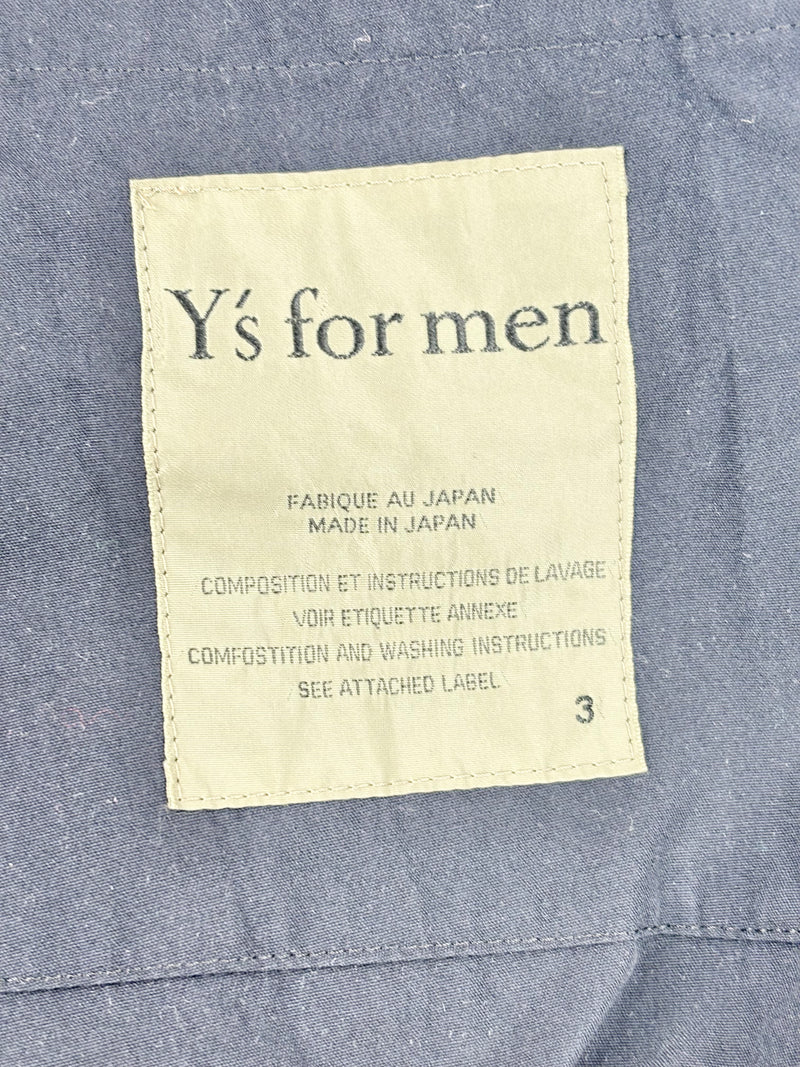 Y's for men
FABIQUE AU JAPAN
MADE IN JAPAN
COMPOSITION ET INSTRUCTIONS DE LAVAGE
VOIR ETIQUETTE ANNEXE
COMFOSTITION AND WASHING INSTRUCTIONS
SEE ATTACHED LABEL
3